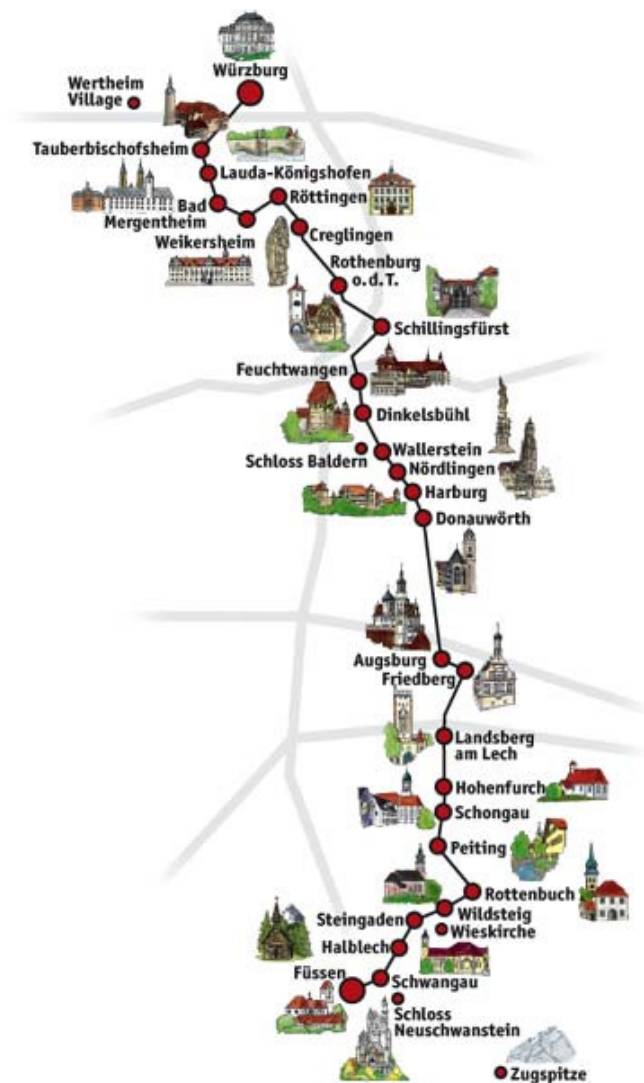 Würzburg
Wertheim
Village
Tauberbischofsheim
Lauda-Königshofen
Bad
Mergentheim
Röttingen
Weikersheim
Creglingen
Rothenburg
o.d.T.
Schillingsfürst
Feuchtwangen
Dinkelsbühl
Schloss Baldern
Wallerstein
Nördlingen
Harburg
Donauwörth
Augsburg
Friedberg
Landsberg
am Lech
Hohenfurch
Schongau
Peiting
Rottenbuch
Wildsteig
Wieskirche
Steingaden
Halblech
Füssen
Schwangau
Schloss
Neuschwanstein
Zugspitze